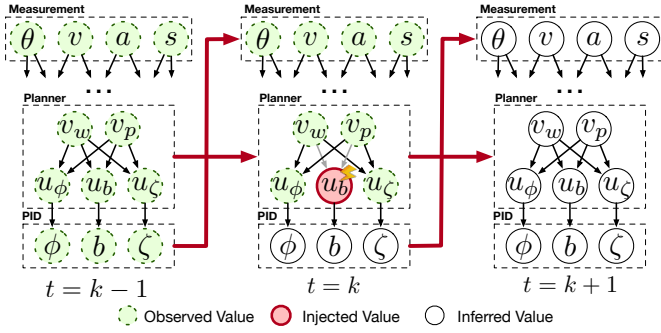 Measurement Measurement Measurement
θ v a s θ v a s θ v a s
... ... ...
Planner Planner Planner
v_w v_p v_w v_p v_w v_p
u_ϕ u_b u_ζ u_ϕ u_b u_ζ u_ϕ u_b u_ζ
PID PID PID
ϕ b ζ ϕ b ζ ϕ b ζ
t = k − 1 t = k t = k + 1
Observed Value Injected Value Inferred Value